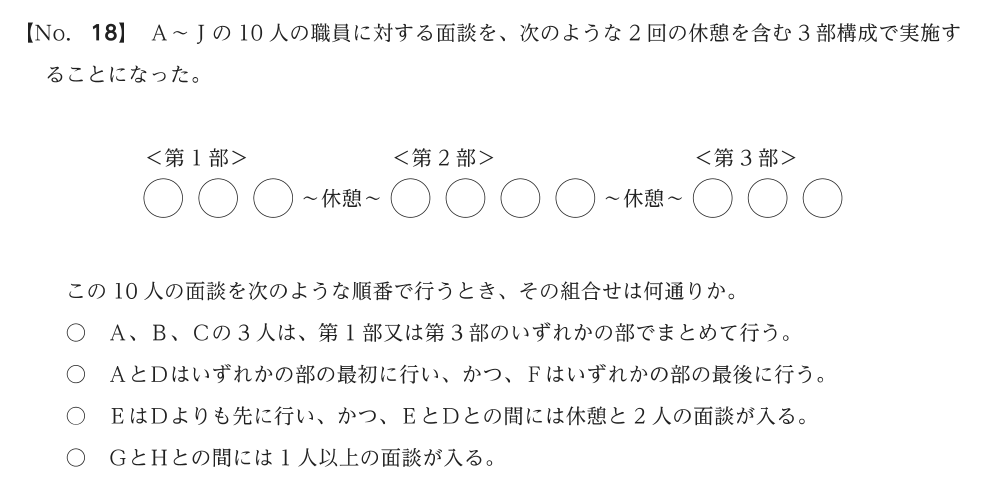 【No. 18】 A～Jの10人の職員に対する面談を、次のような2回の休憩を含む3部構成で実施す
ることになった。
＜第1部＞ ＜第2部＞ ＜第3部＞
～休憩～ ～休憩～
この10人の面談を次のような順番で行うとき、その組合せは何通りか。
○ A、B、Cの3人は、第1部又は第3部のいずれかの部でまとめて行う。
○ AとDはいずれかの部の最初に行い、かつ、Fはいずれかの部の最後に行う。
○ EはDよりも先に行い、かつ、EとDとの間には休憩と2人の面談が入る。
○ GとHとの間には1人以上の面談が入る。